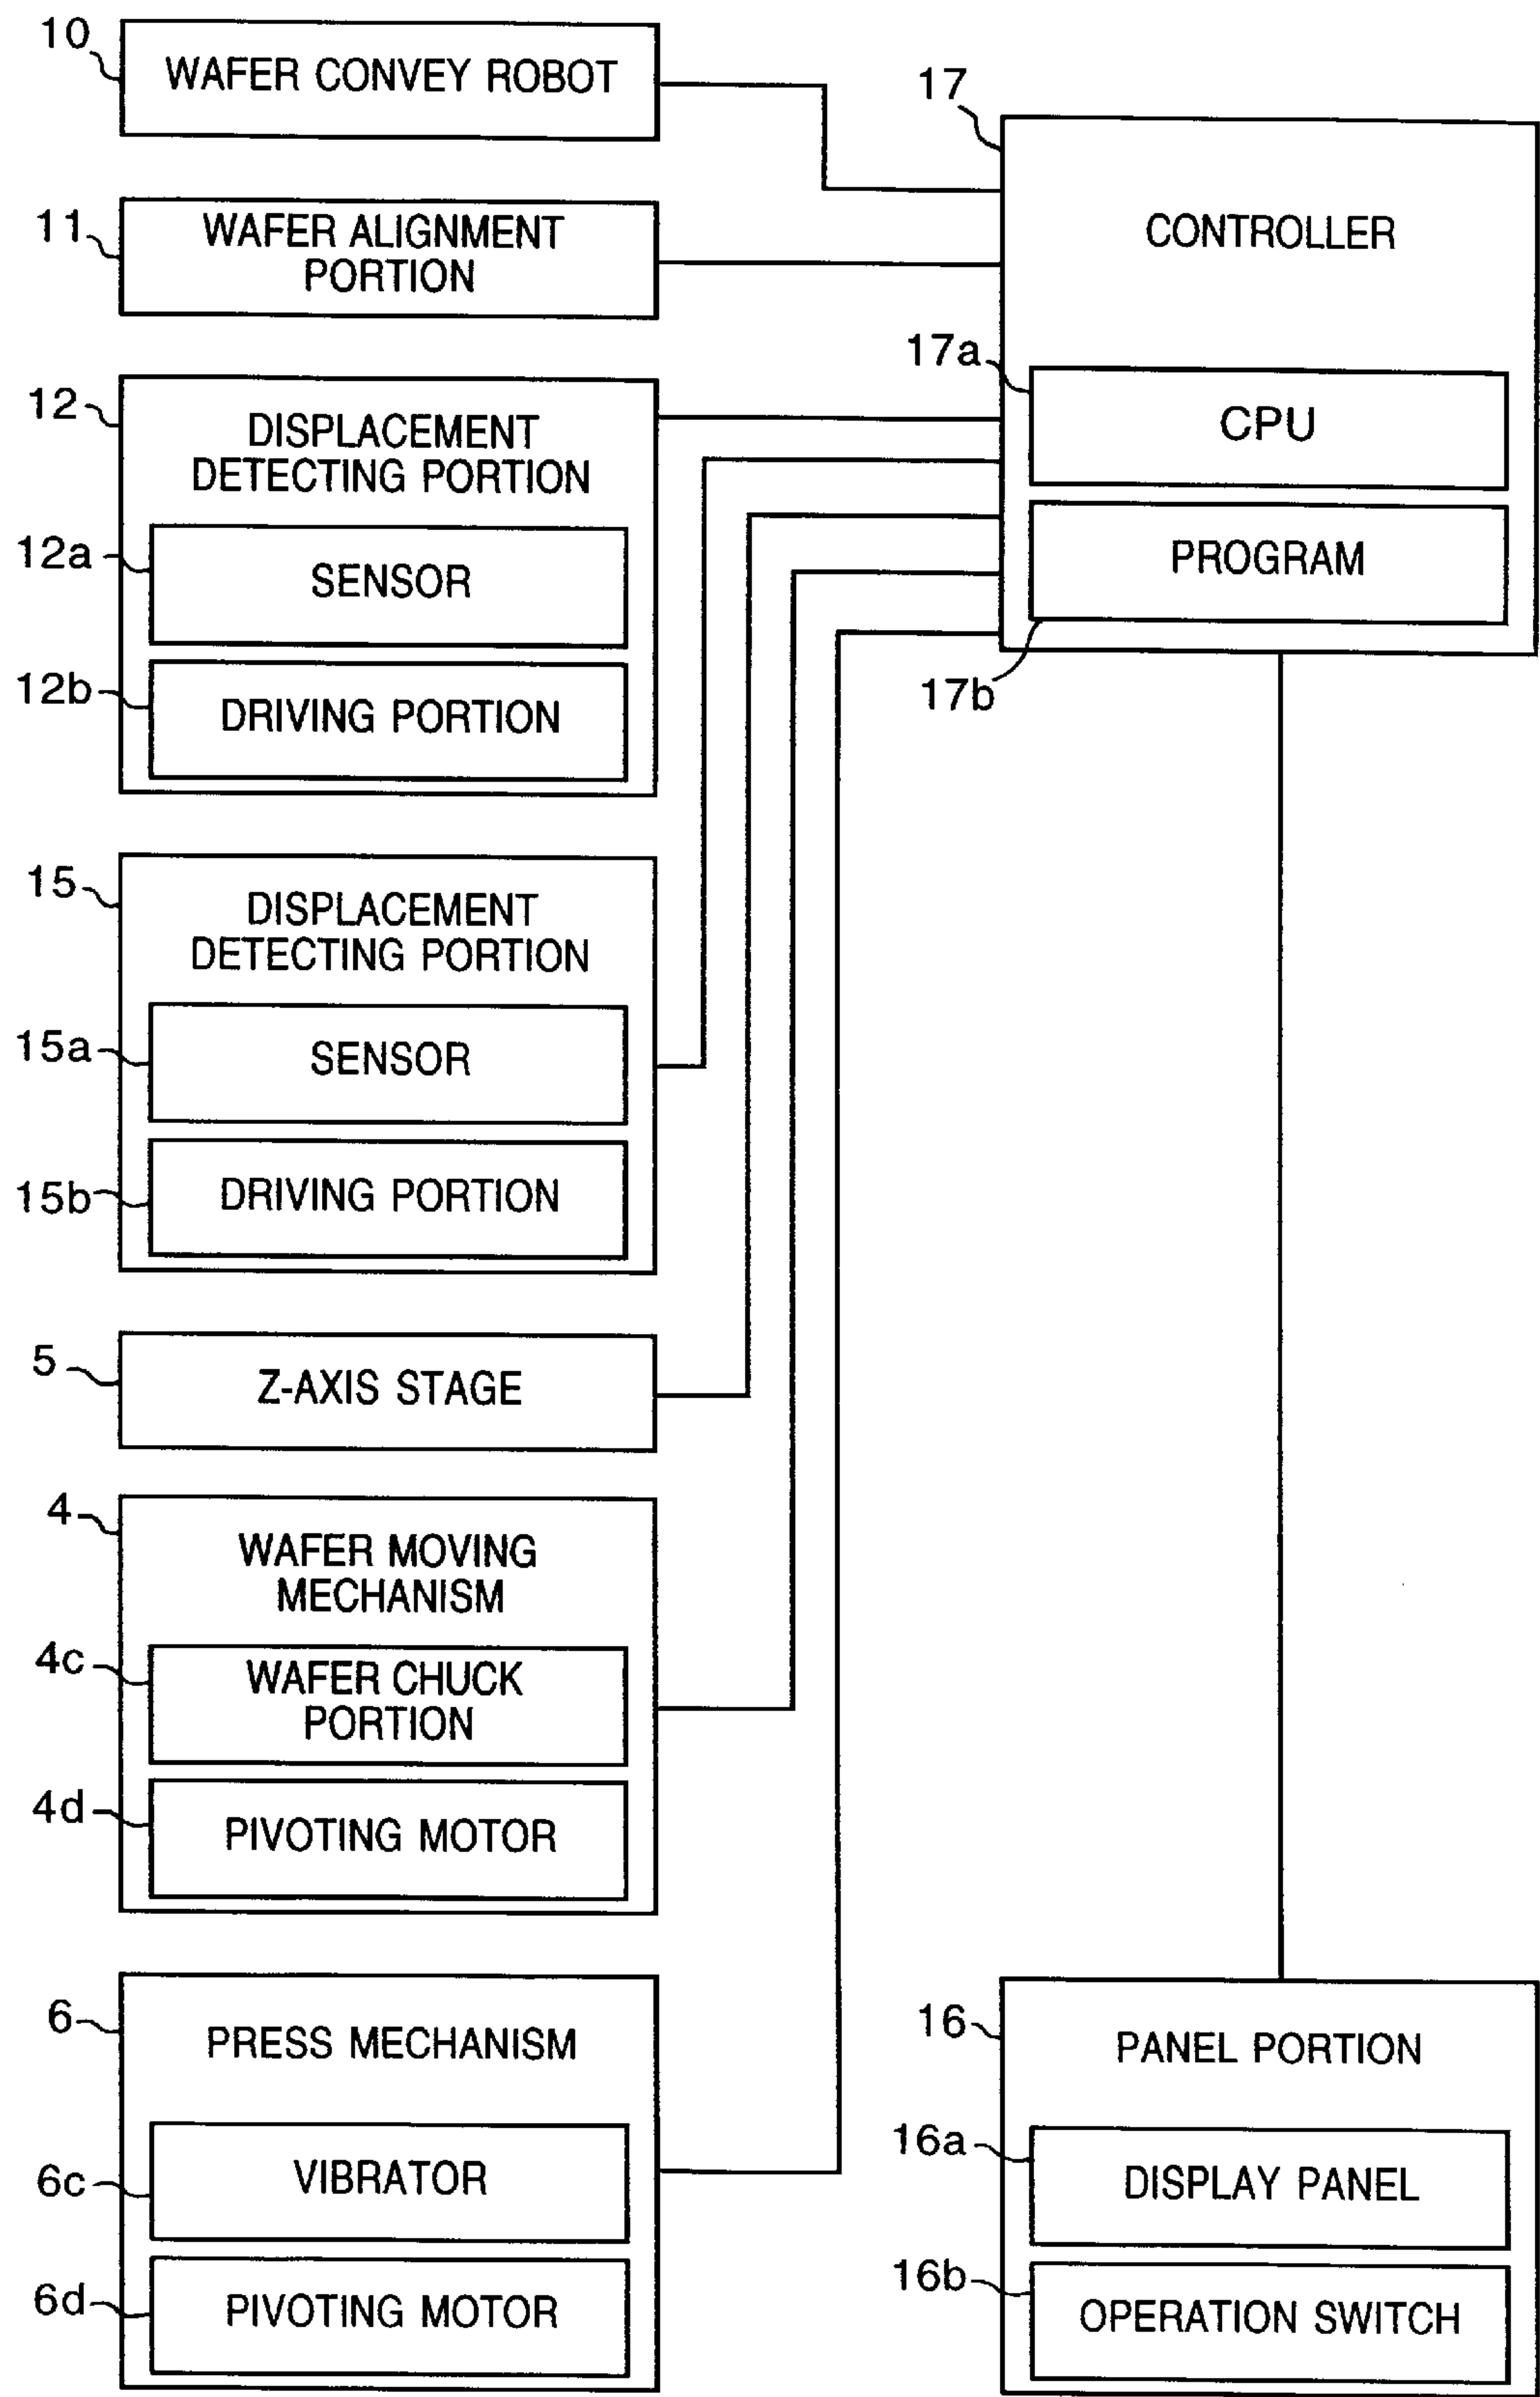 10
WAFER CONVEY ROBOT
11
WAFER ALIGNMENT
PORTION
12
DISPLACEMENT
DETECTING PORTION
12a
SENSOR
12b
DRIVING PORTION
15
DISPLACEMENT
DETECTING PORTION
15a
SENSOR
15b
DRIVING PORTION
5
Z-AXIS STAGE
4
WAFER MOVING
MECHANISM
4c
WAFER CHUCK
PORTION
4d
PIVOTING MOTOR
6
PRESS MECHANISM
6c
VIBRATOR
6d
PIVOTING MOTOR
17
CONTROLLER
17a
CPU
PROGRAM
17b
16
PANEL PORTION
16a
DISPLAY PANEL
16b
OPERATION SWITCH